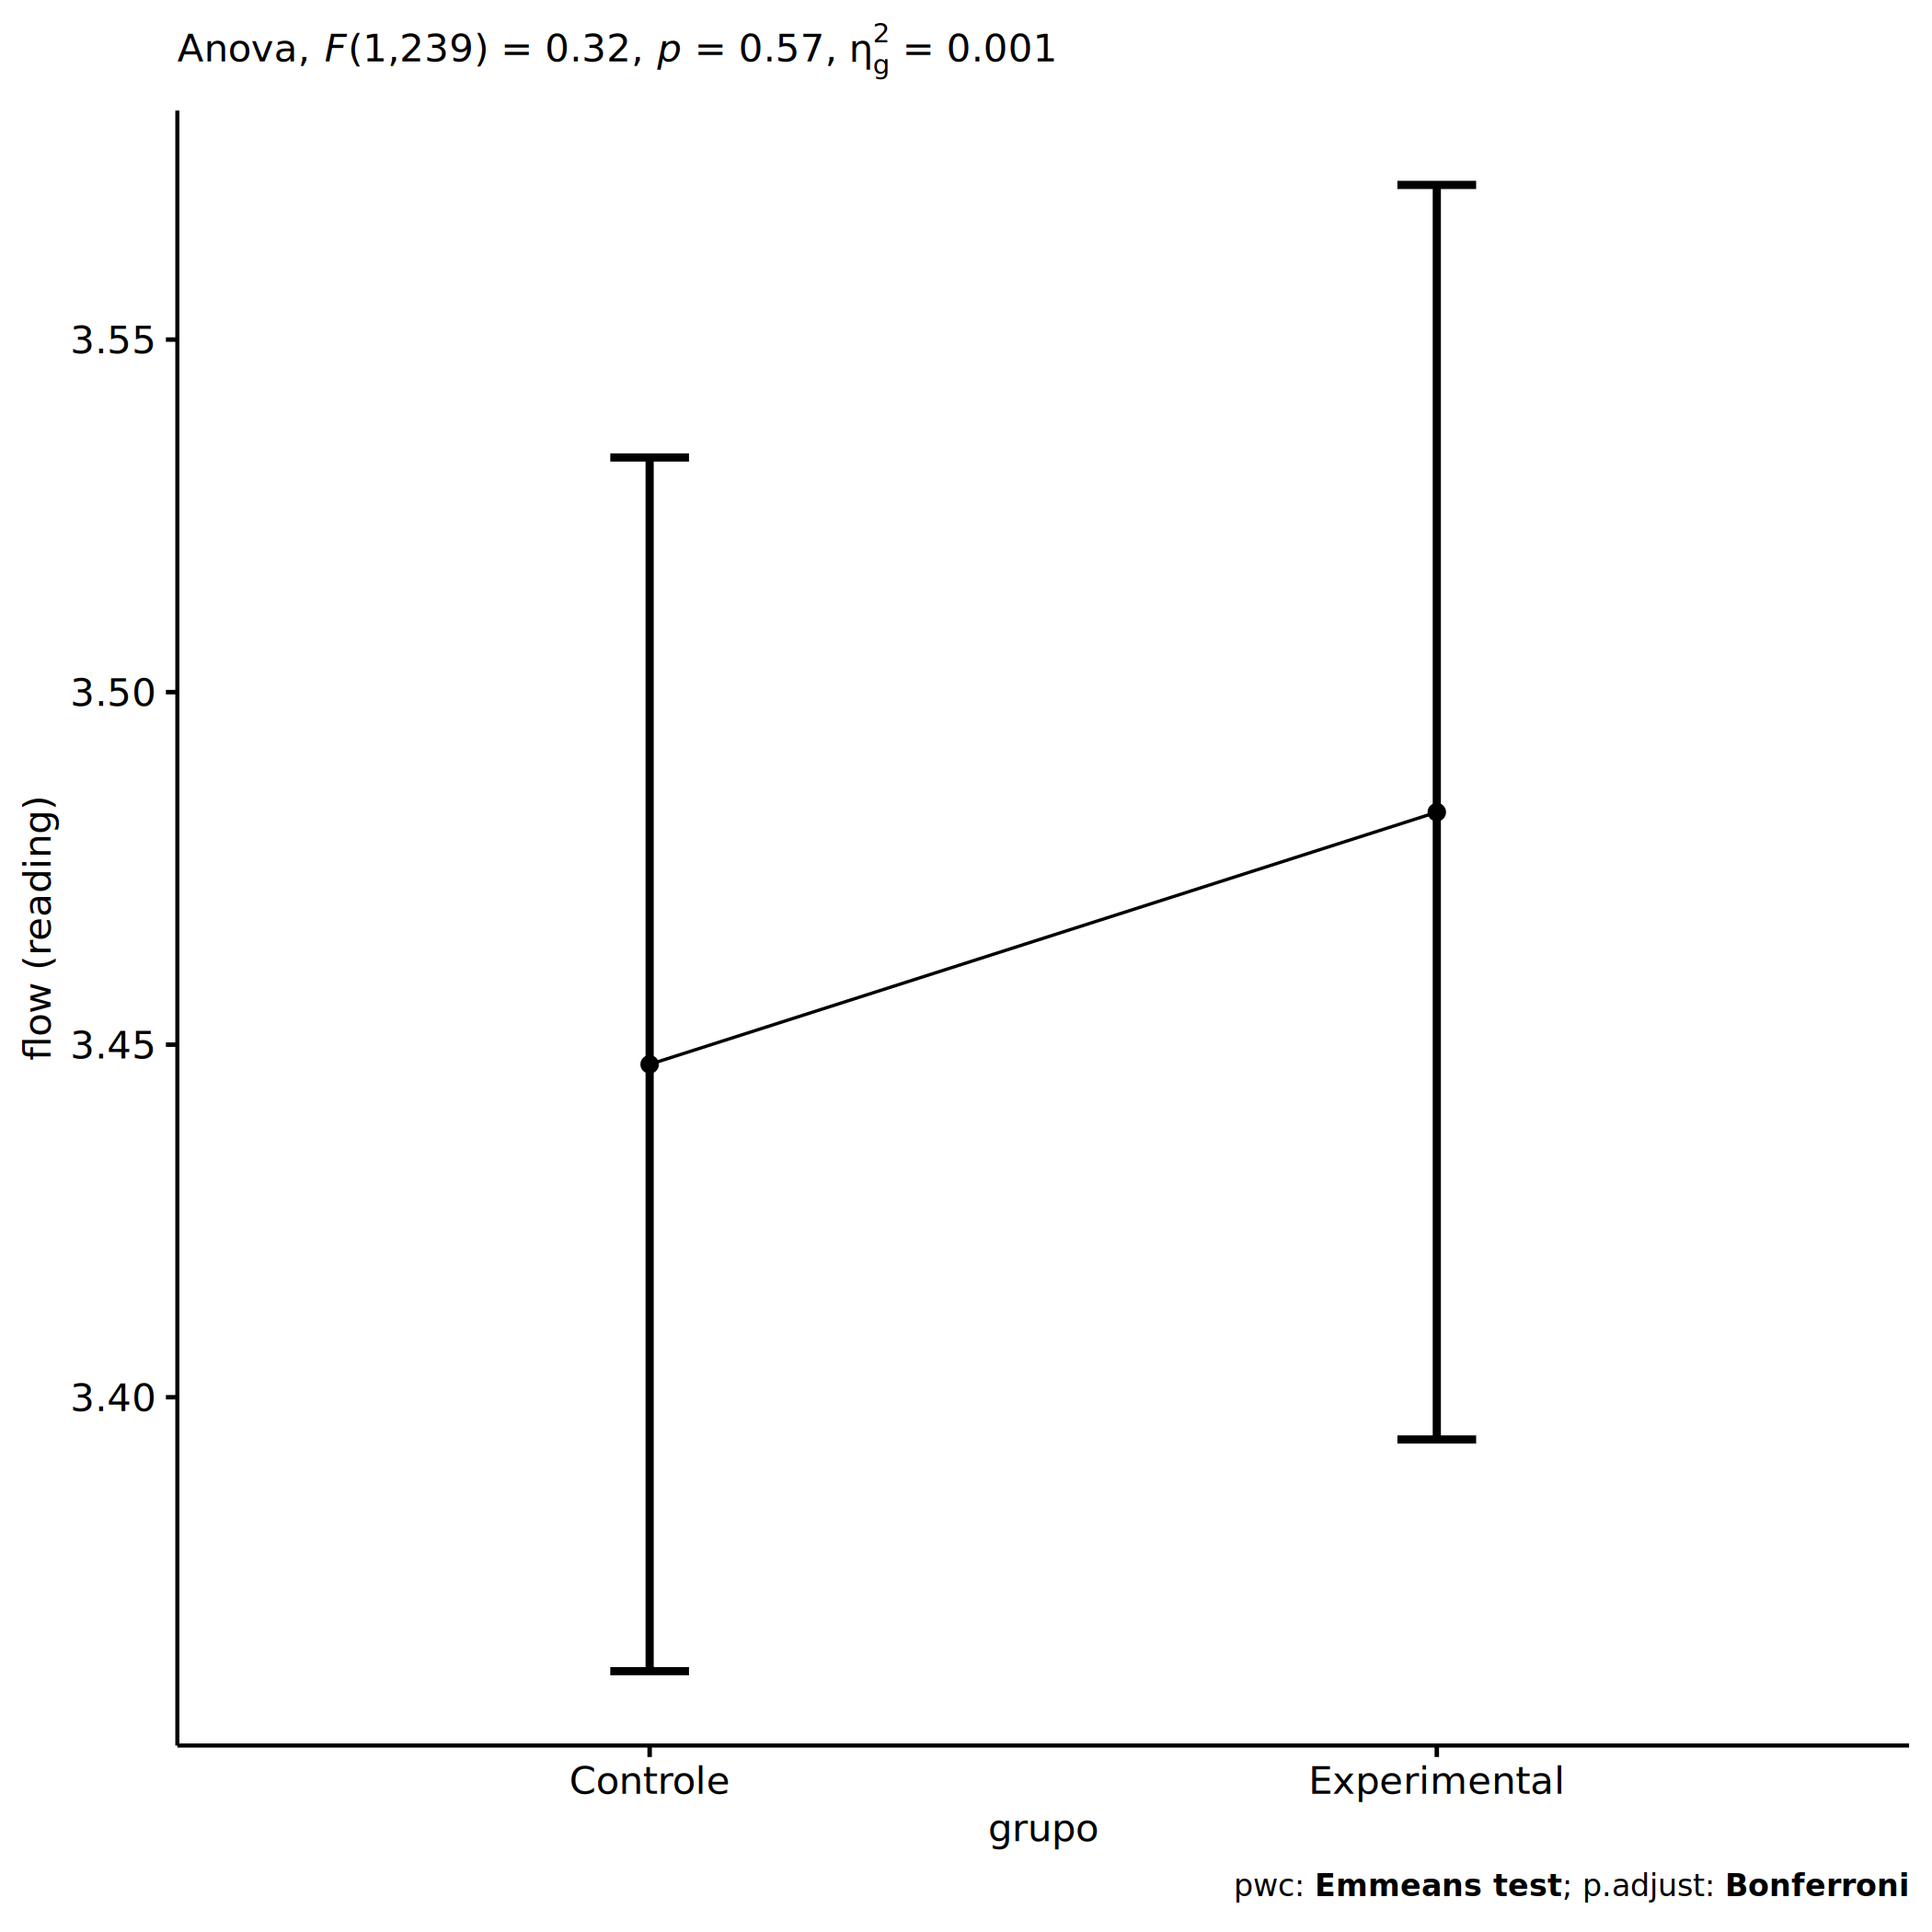 Anova, F(1,239) = 0.32, p = 0.57, η²g = 0.001
3.55
3.50
3.45
3.40
flow (reading)
Controle Experimental
grupo
pwc: Emmeans test; p.adjust: Bonferroni